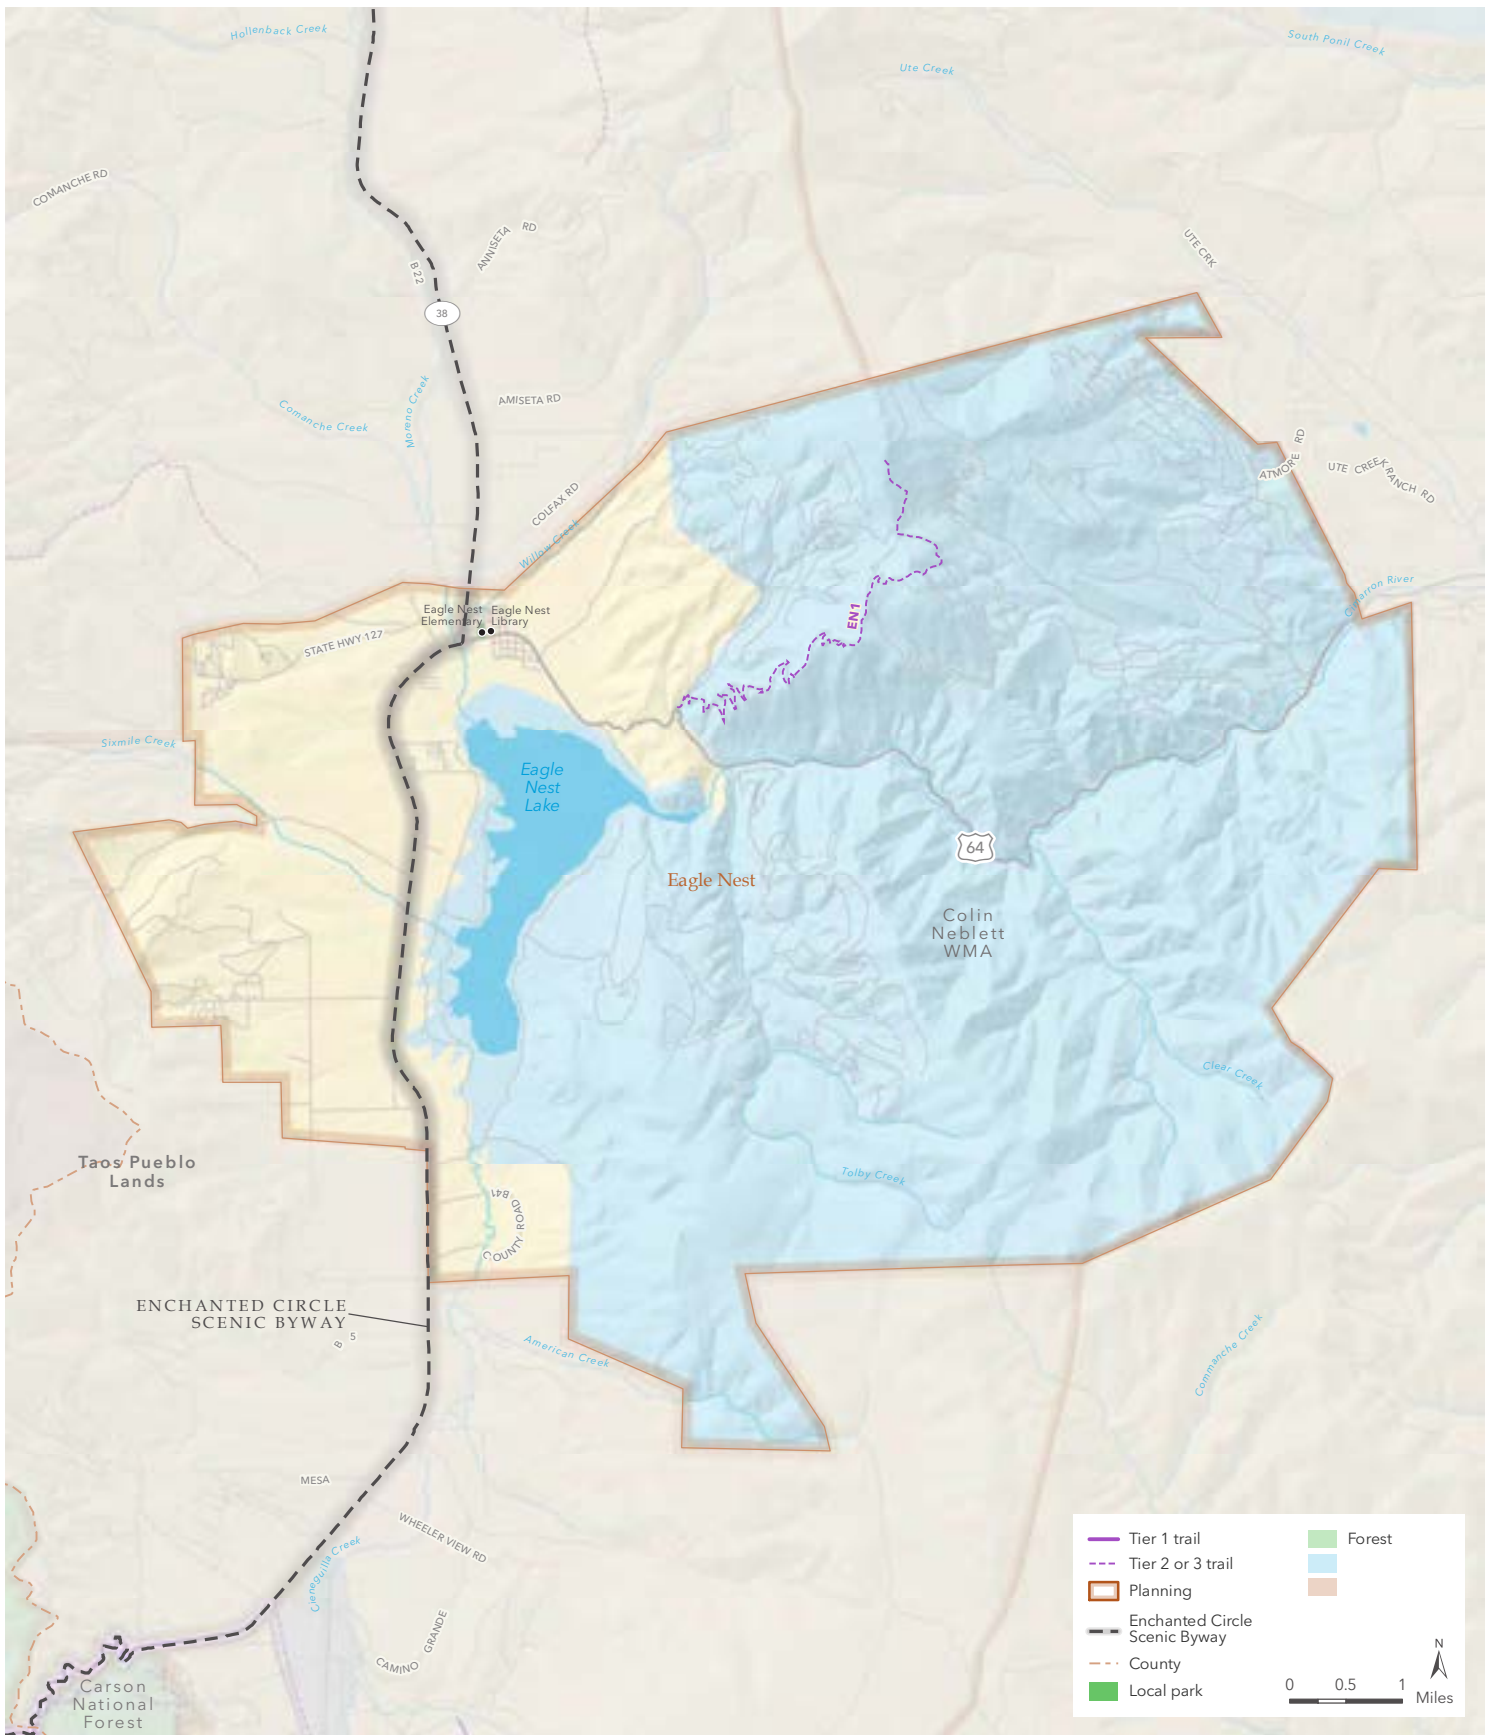 Hollenback Creek
South Ponil Creek
Ute Creek
COMANCHE RD
ANNISETA RD
UTE CRK
B 22
38
Moreno Creek
AMISETA RD
Comanche Creek
ATMORE RD
UTE CREEK RANCH RD
COLFAX RD
Willow Creek
Cimarron River
Eagle Nest
Elementary
Eagle Nest
Library
EN1
STATE HWY 127
Sixmile Creek
Eagle
Nest
Lake
64
Eagle Nest
Colin
Neblett
WMA
Clear Creek
Taos Pueblo
Lands
Tolby Creek
COUNTY ROAD B41
ENCHANTED CIRCLE
SCENIC BYWAY
B 5
American Creek
Commanche Creek
MESA
WHEELER VIEW RD
Cieneguilla Creek
CAMINO GRANDE
Carson
National
Forest
Tier 1 trail
Tier 2 or 3 trail
Planning
Enchanted Circle
Scenic Byway
County
Local park
Forest
N
0 0.5 1
Miles